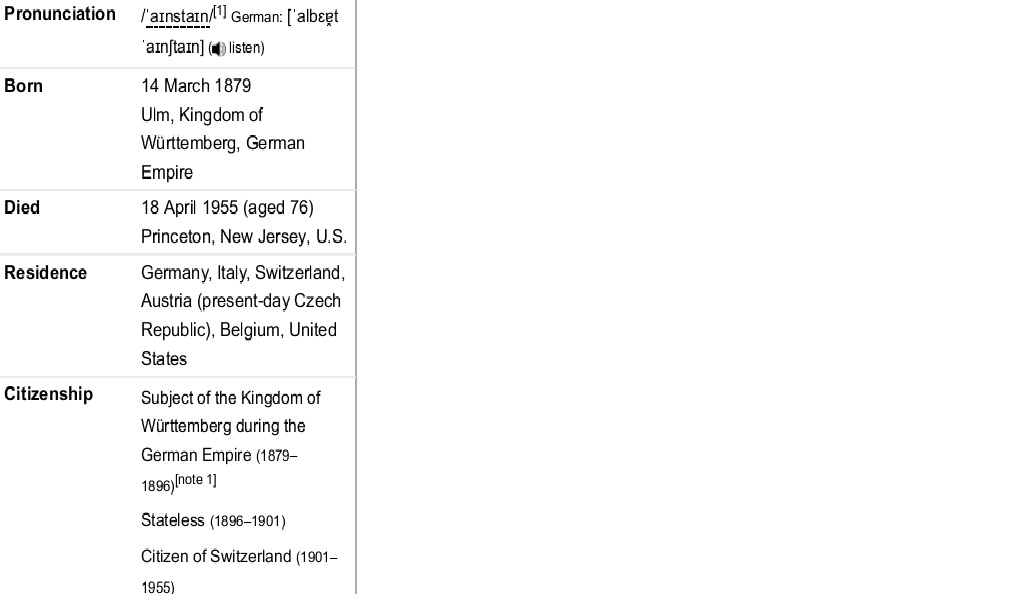 Pronunciation /ˈaɪnstaɪn/[1] German: [ˈalbɛɐ̯t
ˈaɪnʃtaɪn] (listen)
Born 14 March 1879
Ulm, Kingdom of
Württemberg, German
Empire
Died 18 April 1955 (aged 76)
Princeton, New Jersey, U.S.
Residence Germany, Italy, Switzerland,
Austria (present-day Czech
Republic), Belgium, United
States
Citizenship Subject of the Kingdom of
Württemberg during the
German Empire (1879–
1896)[note 1]
Stateless (1896–1901)
Citizen of Switzerland (1901–
1955)